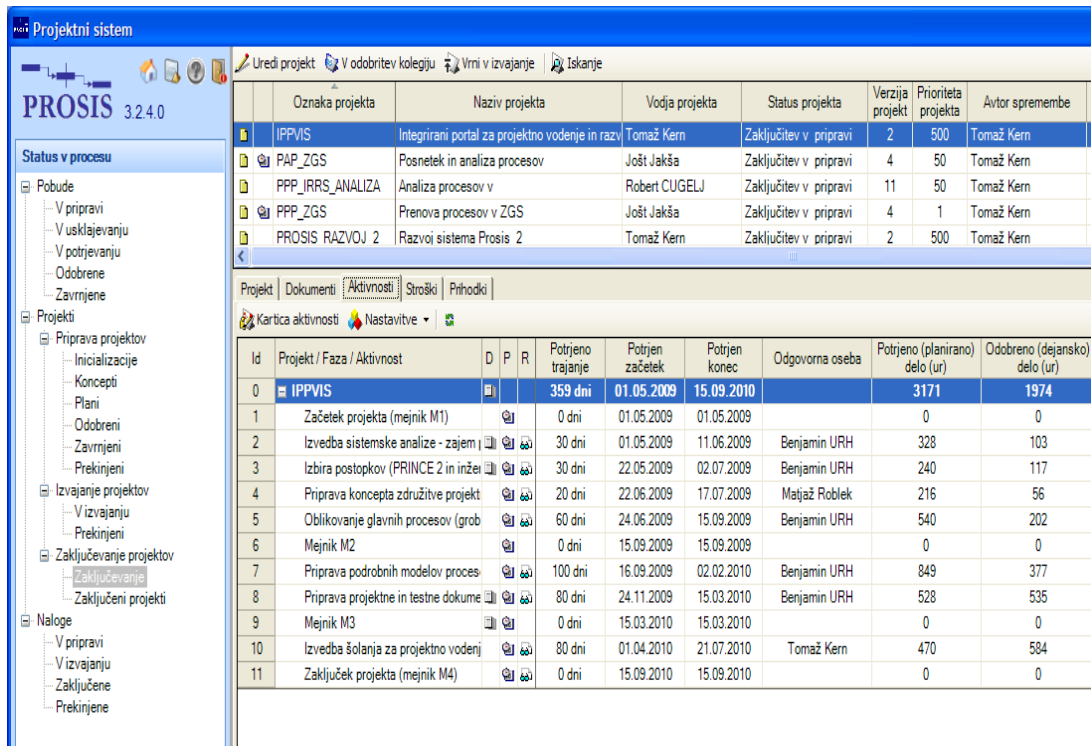 Projektni sistem
PROSIS 3.2.4.0
Status v procesu
Pobude
V pripravi
V usklajevanju
V potrjevanju
Odobrene
Zavrnjene
Projekti
Priprava projektov
Inicializacije
Koncepti
Plani
Odobreni
Zavrnjeni
Prekinjeni
Izvajanje projektov
V izvajanju
Prekinjeni
Zaključevanje projektov
Zaključevanje
Zaključeni projekti
Naloge
V pripravi
V izvajanju
Zaključene
Prekinjene
Uredi projekt V odobritev kolegiju Vrni v izvajanje Iskanje
Oznaka projekta Naziv projekta Vodja projekta Status projekta Verzija projekt Prioriteta projekta Avtor spremembe
IPPVIS Integrirani portal za projektno vodenje in razv Tomaž Kern Zaključitev v pripravi 2 500 Tomaž Kern
PAP_ZGS Posnetek in analiza procesov Jošt Jakša Zaključitev v pripravi 4 50 Tomaž Kern
PPP_IRRS_ANALIZA Analiza procesov v Robert CUGELJ Zaključitev v pripravi 11 50 Tomaž Kern
PPP_ZGS Prenova procesov v ZGS Jošt Jakša Zaključitev v pripravi 4 1 Tomaž Kern
PROSIS_RAZVOJ_2 Razvoj sistema Prosis_2 Tomaž Kern Zaključitev v pripravi 2 500 Tomaž Kern
Projekt Dokumenti Aktivnosti Stroški Prihodki
Kartica aktivnosti Nastavitve
Id Projekt / Faza / Aktivnost D P R Potrjeno trajanje Potrjen začetek Potrjen konec Odgovorna oseba Potrjeno (planirano) delo (ur) Odobreno (dejansko) delo (ur)
0 IPPVIS 359 dni 01.05.2009 15.09.2010 3171 1974
1 Začetek projekta (mejnik M1) 0 dni 01.05.2009 01.05.2009 0 0
2 Izvedba sistemske analize - zajem 30 dni 01.05.2009 11.06.2009 Benjamin URH 328 103
3 Izbira postopkov (PRINCE 2 in inže 30 dni 22.05.2009 02.07.2009 Benjamin URH 240 117
4 Priprava koncepta združitve projekt 20 dni 22.06.2009 17.07.2009 Matjaž Roblek 216 56
5 Oblikovanje glavnih procesov (grob 60 dni 24.06.2009 15.09.2009 Benjamin URH 540 202
6 Mejnik M2 0 dni 15.09.2009 15.09.2009 0 0
7 Priprava podrobnih modelov proces 100 dni 16.09.2009 02.02.2010 Benjamin URH 849 377
8 Priprava projektne in testne dokume 80 dni 24.11.2009 15.03.2010 Benjamin URH 528 535
9 Mejnik M3 0 dni 15.03.2010 15.03.2010 0 0
10 Izvedba šolanja za projektno vodenj 80 dni 01.04.2010 21.07.2010 Tomaž Kern 470 584
11 Zaključek projekta (mejnik M4) 0 dni 15.09.2010 15.09.2010 0 0